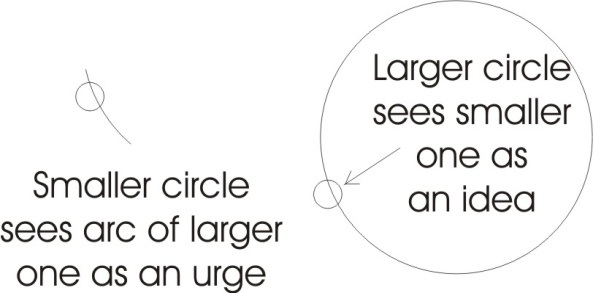 Smaller circle
sees arc of larger
one as an urge
Larger circle
sees smaller
one as
an idea